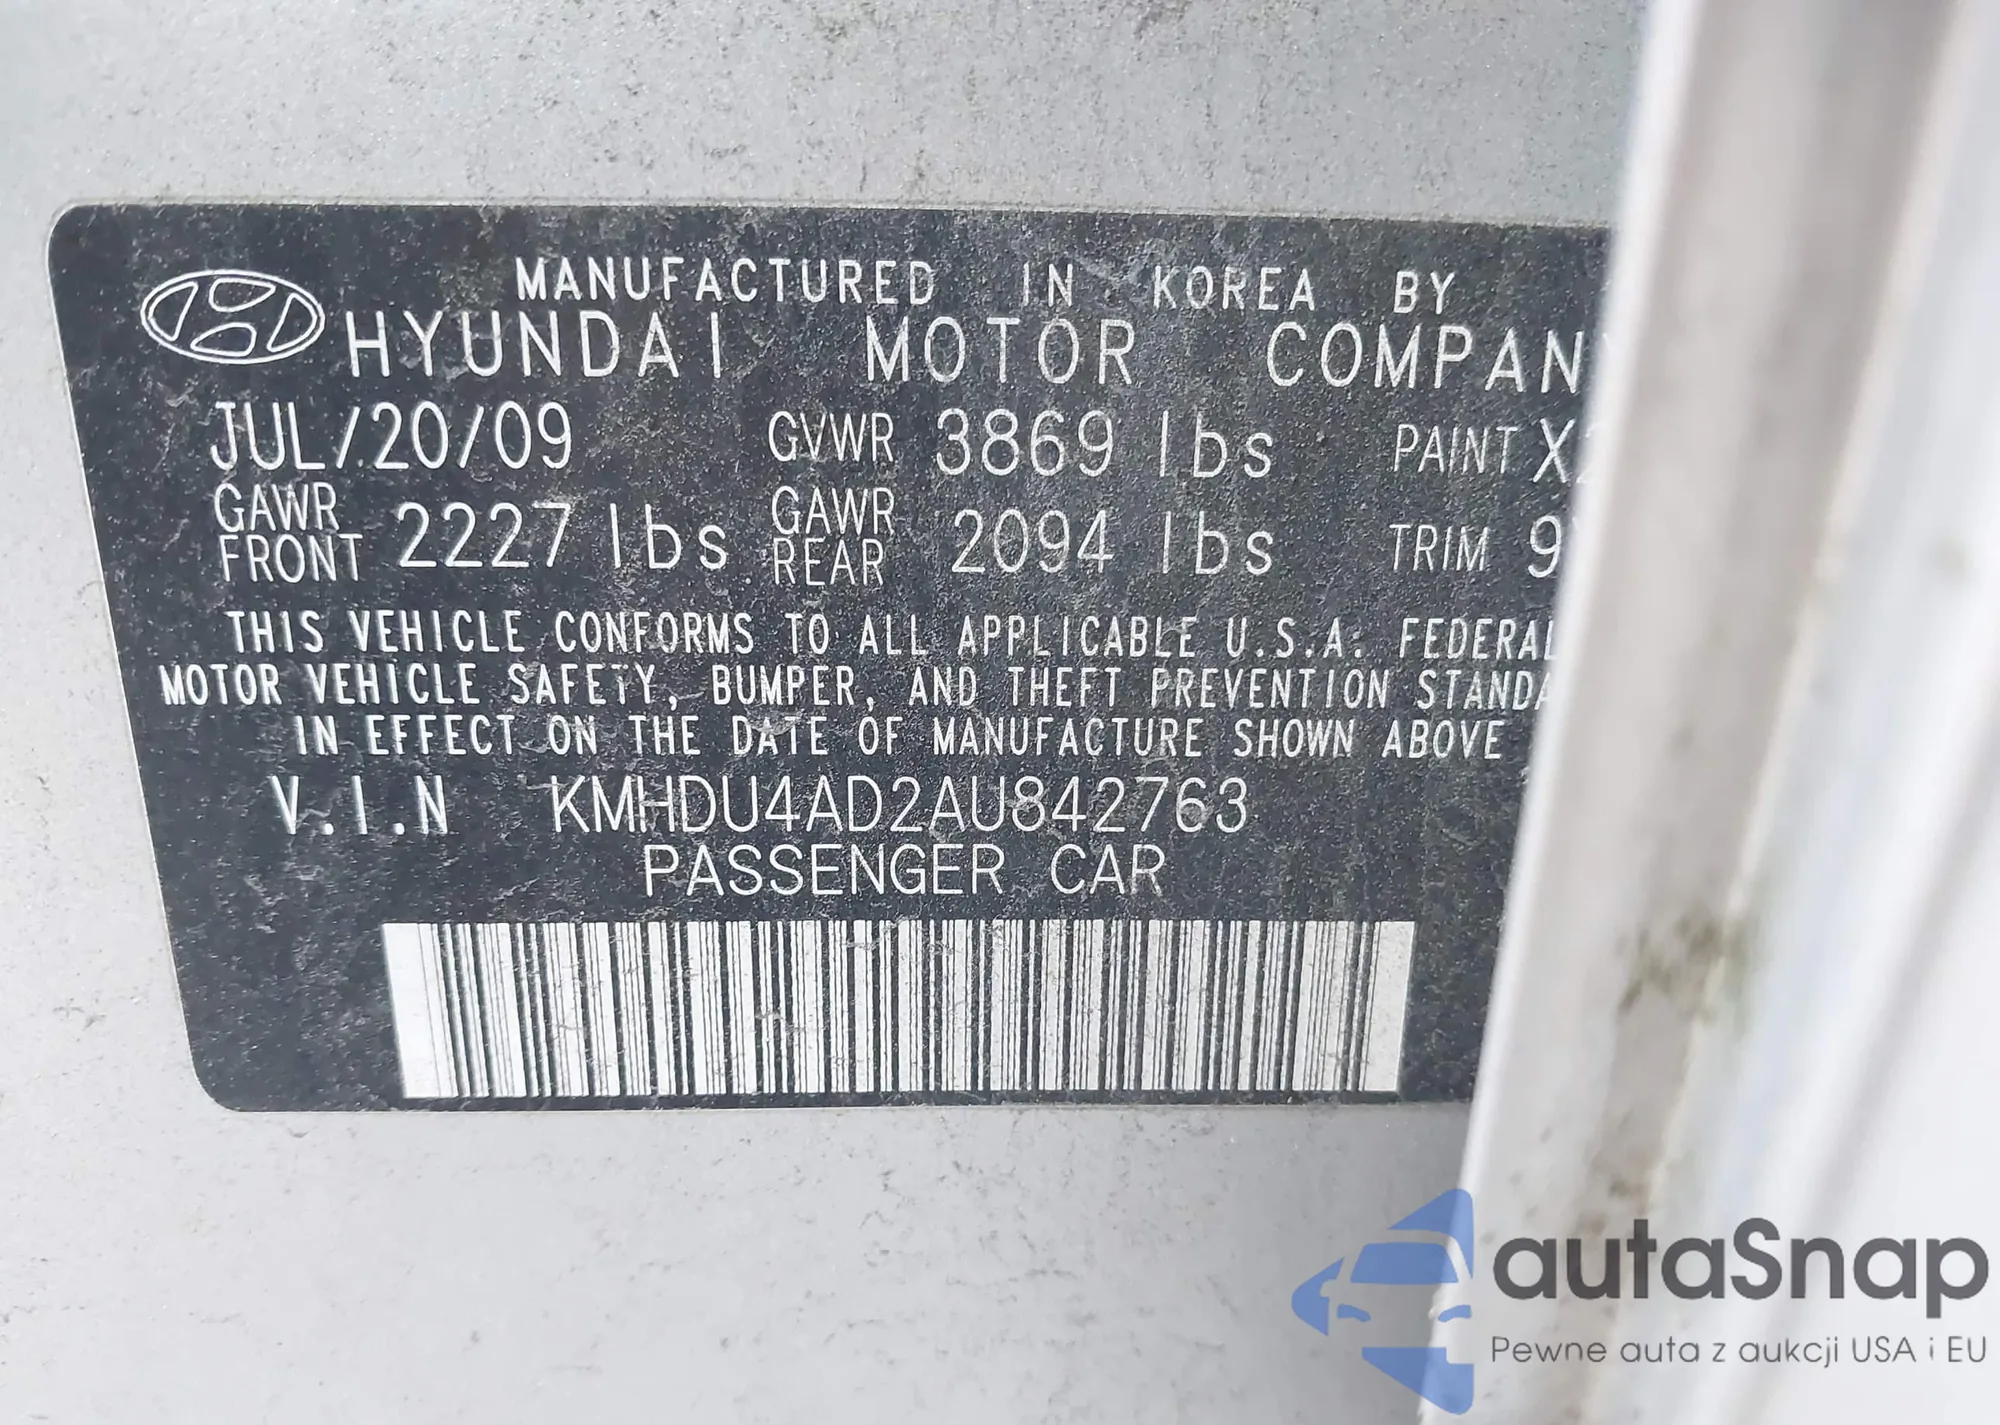 MANUFACTURED IN KOREA BY
HYUNDAI MOTOR COMPAN
JUL/20/09 GVWR 3869 lbs PAINT X
GAWR FRONT 2227 lbs GAWR REAR 2094 lbs TRIM 9
THIS VEHICLE CONFORMS TO ALL APPLICABLE U.S.A. FEDERAL
MOTOR VEHICLE SAFETY, BUMPER, AND THEFT PREVENTION STANDA
IN EFFECT ON THE DATE OF MANUFACTURE SHOWN ABOVE
V.I.N KMHDU4AD2AU842763
PASSENGER CAR
autaSnap
Pewne auta z aukcji USA i EU